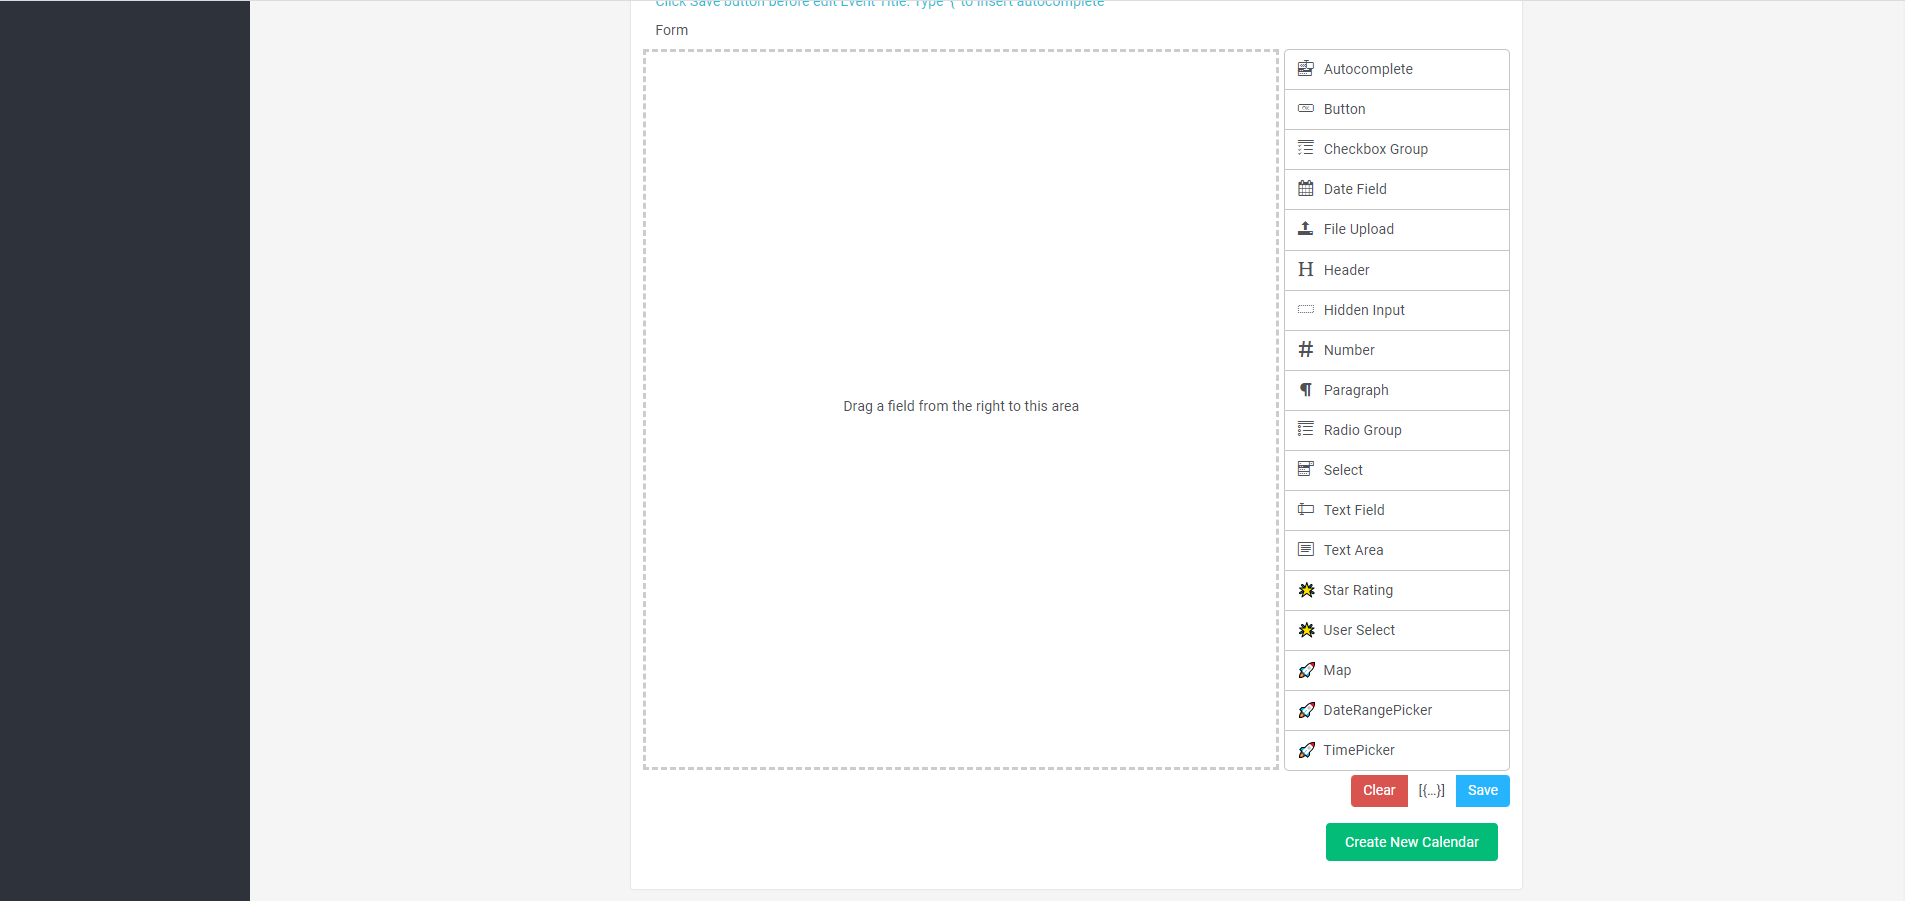 Click Save button before edit Event Title. Type '{' to insert autocomplete
Form
Drag a field from the right to this area
Autocomplete
Button
Checkbox Group
Date Field
File Upload
H Header
Hidden Input
# Number
¶ Paragraph
Radio Group
Select
Text Field
Text Area
Star Rating
User Select
Map
DateRangePicker
TimePicker
Clear [{…}] Save
Create New Calendar